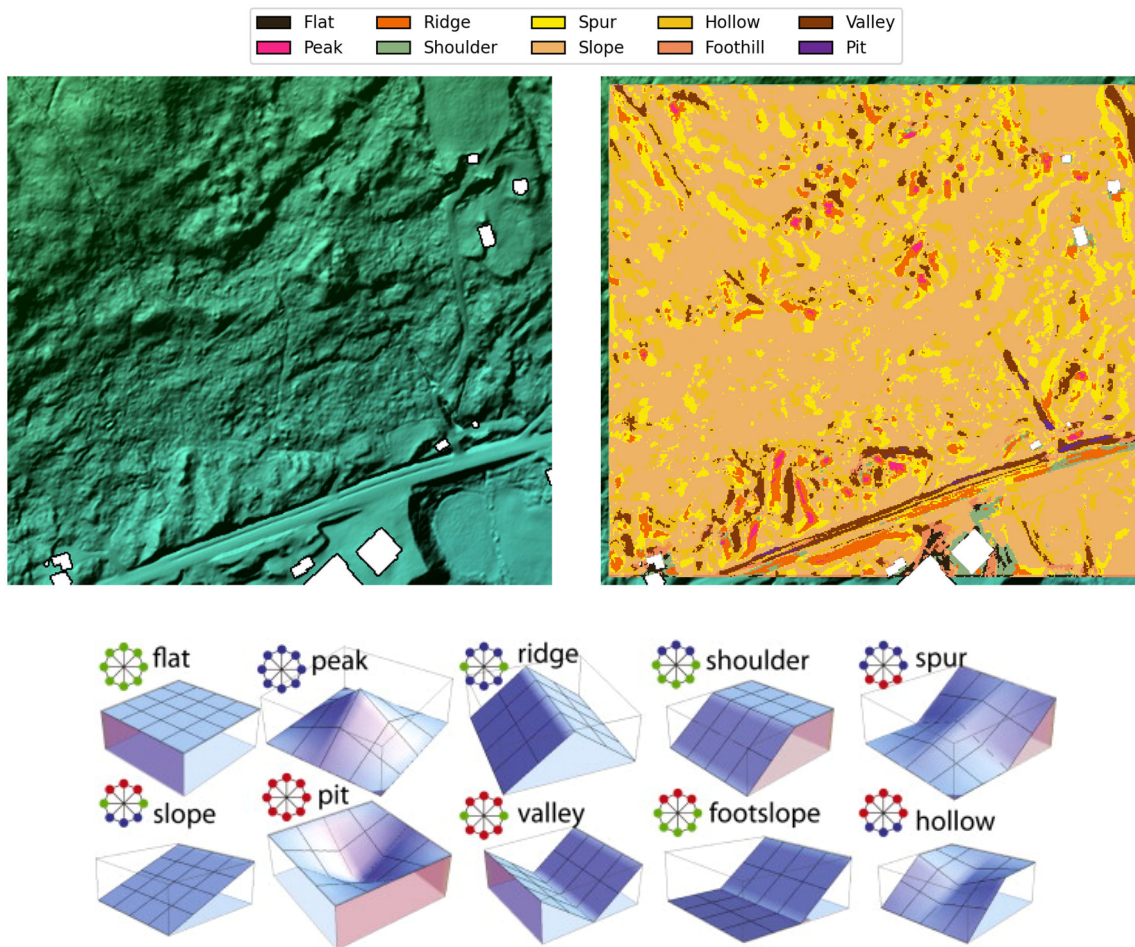 Flat Ridge Spur Hollow Valley
Peak Shoulder Slope Foothill Pit
flat peak ridge shoulder spur
slope pit valley footslope hollow